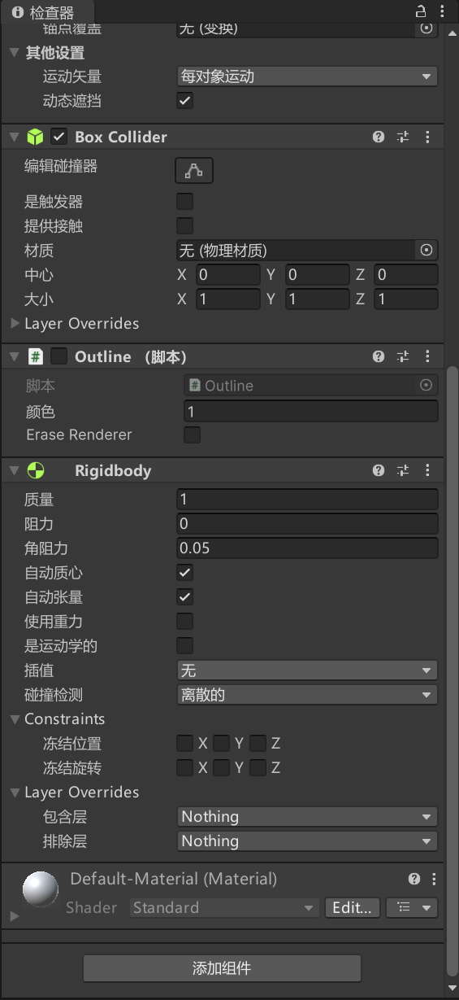 检查器
锚点覆盖 无 (变换)
其他设置
运动矢量 每对象运动
动态遮挡
Box Collider
编辑碰撞器
是触发器
提供接触
材质 无 (物理材质)
中心 X 0 Y 0 Z 0
大小 X 1 Y 1 Z 1
Layer Overrides
# Outline （脚本）
脚本 # Outline
颜色 1
Erase Renderer
Rigidbody
质量 1
阻力 0
角阻力 0.05
自动质心
自动张量
使用重力
是运动学的
插值 无
碰撞检测 离散的
Constraints
冻结位置 X Y Z
冻结旋转 X Y Z
Layer Overrides
包含层 Nothing
排除层 Nothing
Default-Material (Material)
Shader Standard Edit...
添加组件